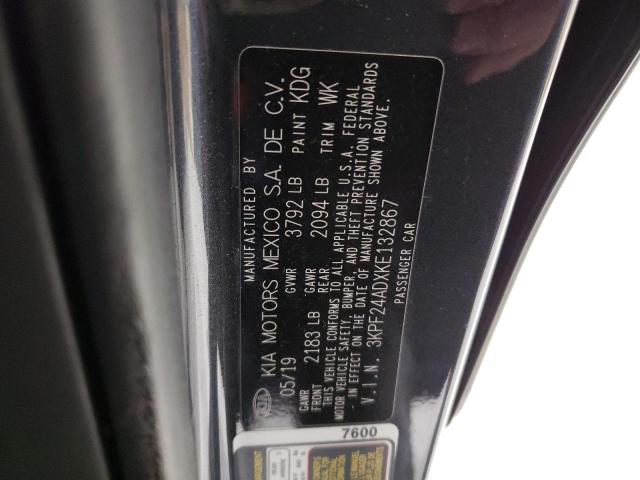 MANUFACTURED BY
KIA KIA MOTORS MEXICO S.A. DE C.V.
05/19 GVWR 3792 LB PAINT KDG
GAWR FRONT 2183 LB GAWR REAR 2094 LB TRIM WK
THIS VEHICLE CONFORMS TO ALL APPLICABLE U.S.A. FEDERAL
MOTOR VEHICLE SAFETY, BUMPER, AND THEFT PREVENTION STANDARDS
IN EFFECT ON THE DATE OF MANUFACTURE SHOWN ABOVE.
V.I.N. 3KPF24ADXKE132867
PASSENGER CAR
7600